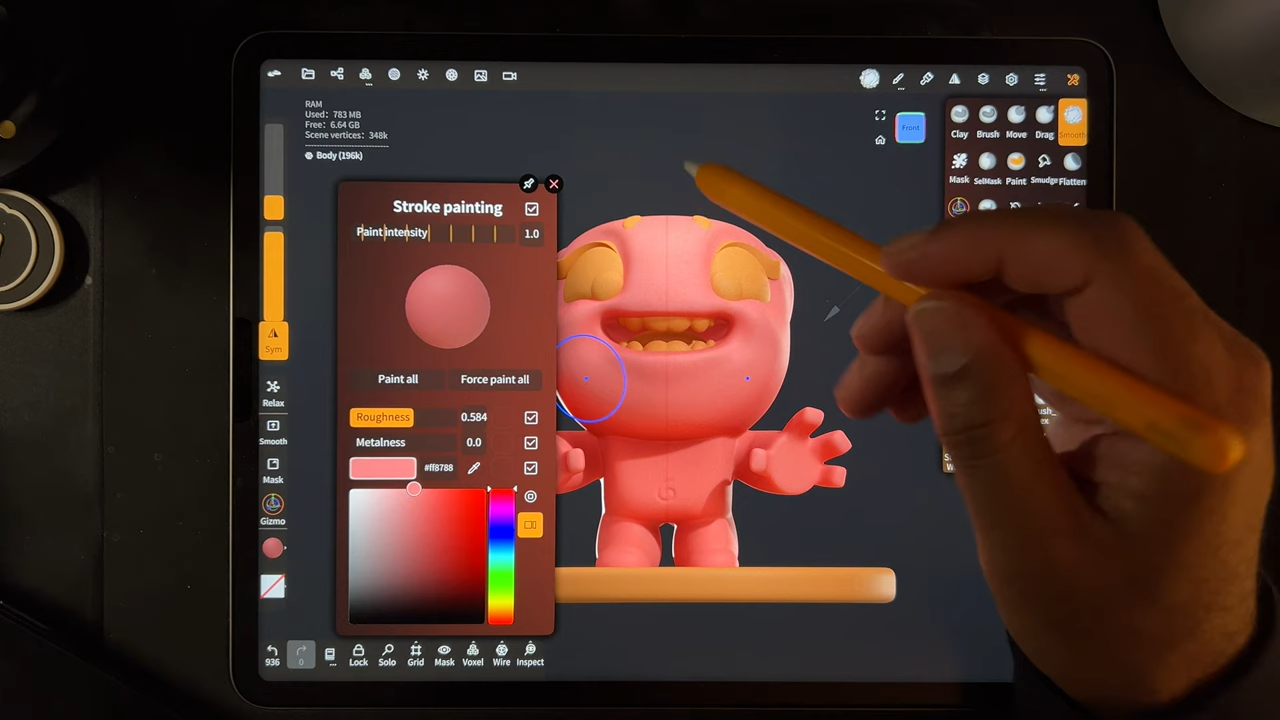 RAM
Used: 783 MB
Free: 6.64 GB
Scene vertices: 348k
Body (196k)
Front
Clay Brush Move Drag Smooth
Mask SelMask Paint Smudge Flatten
Stroke painting
Paint intensity 1.0
Paint all Force paint all
Roughness 0.584
Metalness 0.0
#ff8788
Sym
Relax
Smooth
Mask
Gizmo
936 0 Lock Solo Grid Mask Voxel Wire Inspect